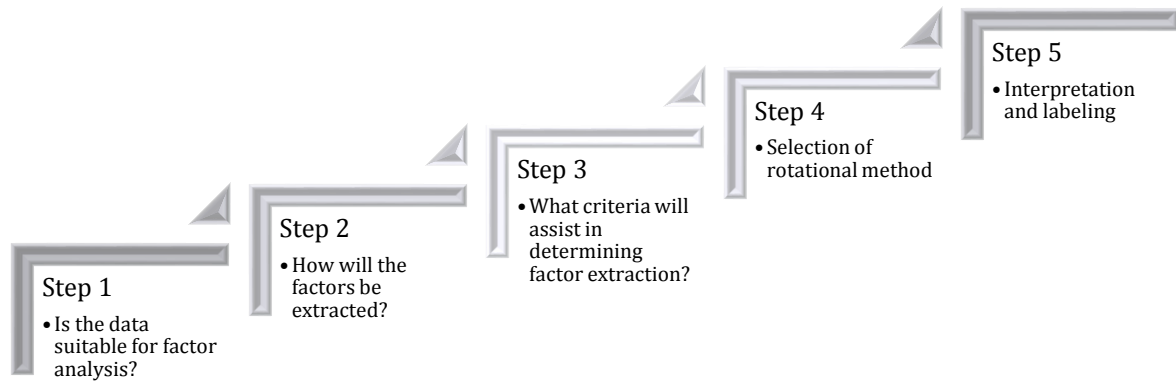 Step 1
•Is the data
suitable for factor
analysis?
Step 2
•How will the
factors be
extracted?
Step 3
•What criteria will
assist in
determining
factor extraction?
Step 4
•Selection of
rotational method
Step 5
•Interpretation
and labeling